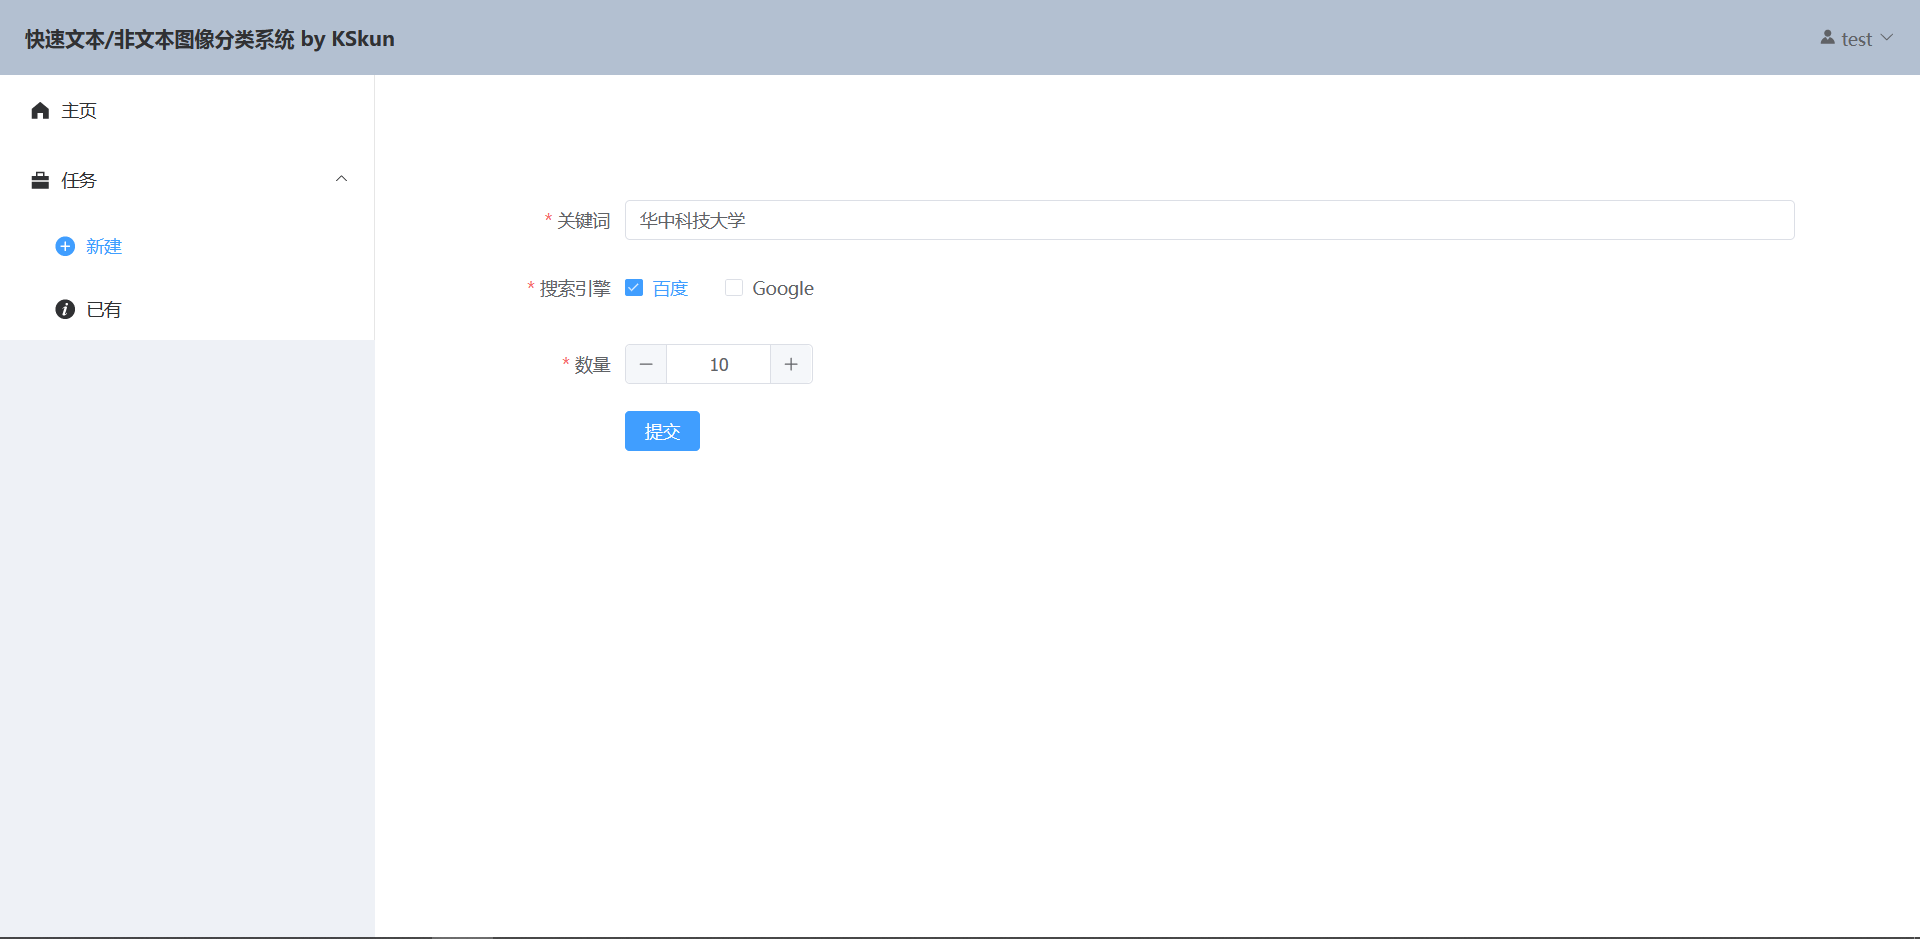 快速文本/非文本图像分类系统 by KSkun
test
主页
任务
新建
已有
* 关键词 华中科技大学
* 搜索引擎 百度 Google
* 数量 10
提交